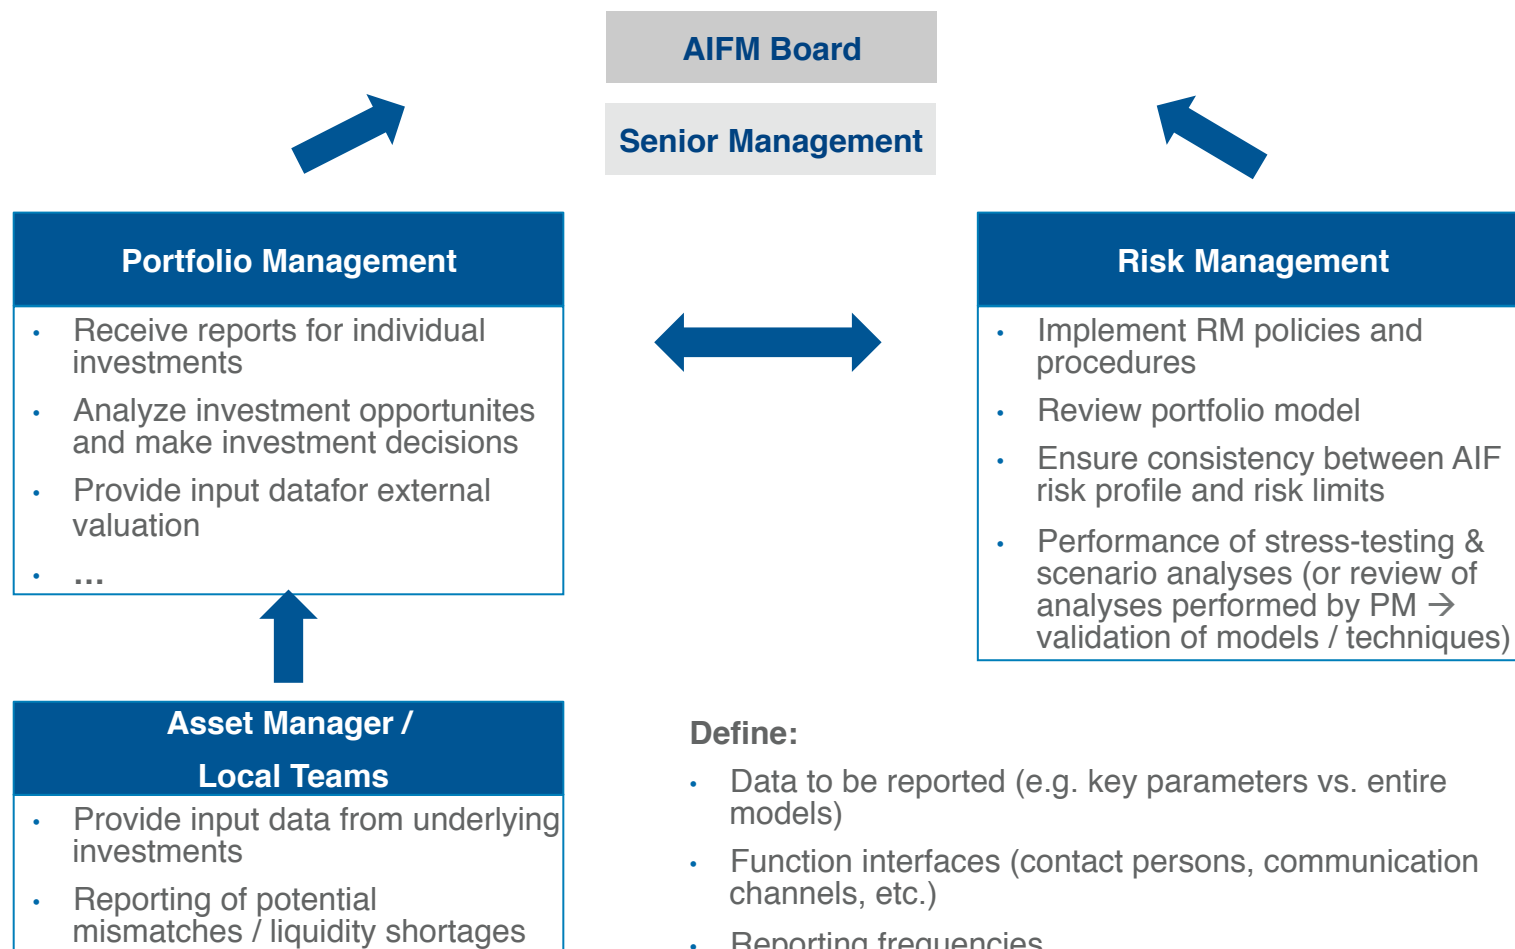 AIFM Board
Senior Management
Portfolio Management
• Receive reports for individual
investments
• Analyze investment opportunites
and make investment decisions
• Provide input datafor external
valuation
• ...
Risk Management
• Implement RM policies and
procedures
• Review portfolio model
• Ensure consistency between AIF
risk profile and risk limits
• Performance of stress-testing &
scenario analyses (or review of
analyses performed by PM →
validation of models / techniques)
Asset Manager /
Local Teams
• Provide input data from underlying
investments
• Reporting of potential
mismatches / liquidity shortages
Define:
• Data to be reported (e.g. key parameters vs. entire
models)
• Function interfaces (contact persons, communication
channels, etc.)
• Reporting frequencies